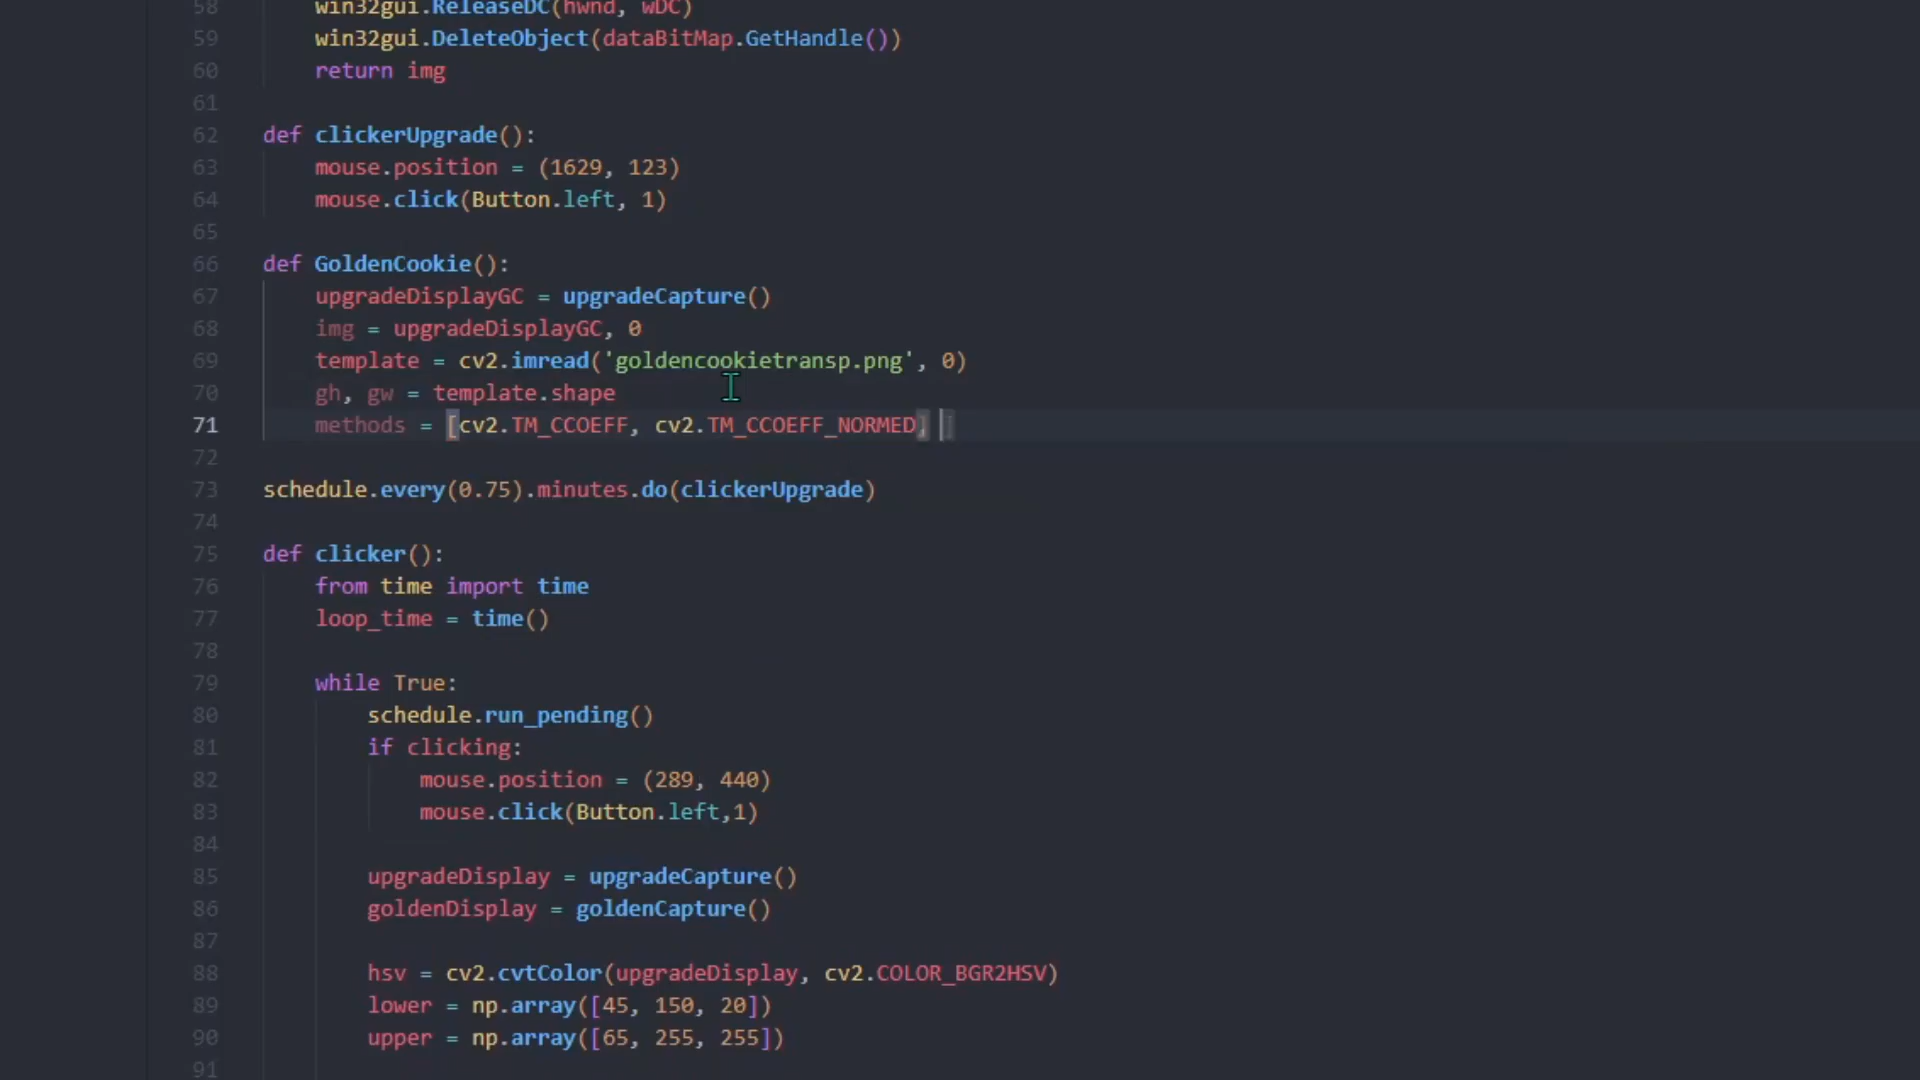 58 win32gui.ReleaseDC(hwnd, wDC)
59 win32gui.DeleteObject(dataBitMap.GetHandle())
60 return img
61
62 def clickerUpgrade():
63 mouse.position = (1629, 123)
64 mouse.click(Button.left, 1)
65
66 def GoldenCookie():
67 upgradeDisplayGC = upgradeCapture()
68 img = upgradeDisplayGC, 0
69 template = cv2.imread('goldencookietransp.png', 0)
70 gh, gw = template.shape
71 methods = [cv2.TM_CCOEFF, cv2.TM_CCOEFF_NORMED, ]
72
73 schedule.every(0.75).minutes.do(clickerUpgrade)
74
75 def clicker():
76 from time import time
77 loop_time = time()
78
79 while True:
80 schedule.run_pending()
81 if clicking:
82 mouse.position = (289, 440)
83 mouse.click(Button.left,1)
84
85 upgradeDisplay = upgradeCapture()
86 goldenDisplay = goldenCapture()
87
88 hsv = cv2.cvtColor(upgradeDisplay, cv2.COLOR_BGR2HSV)
89 lower = np.array([45, 150, 20])
90 upper = np.array([65, 255, 255])
91